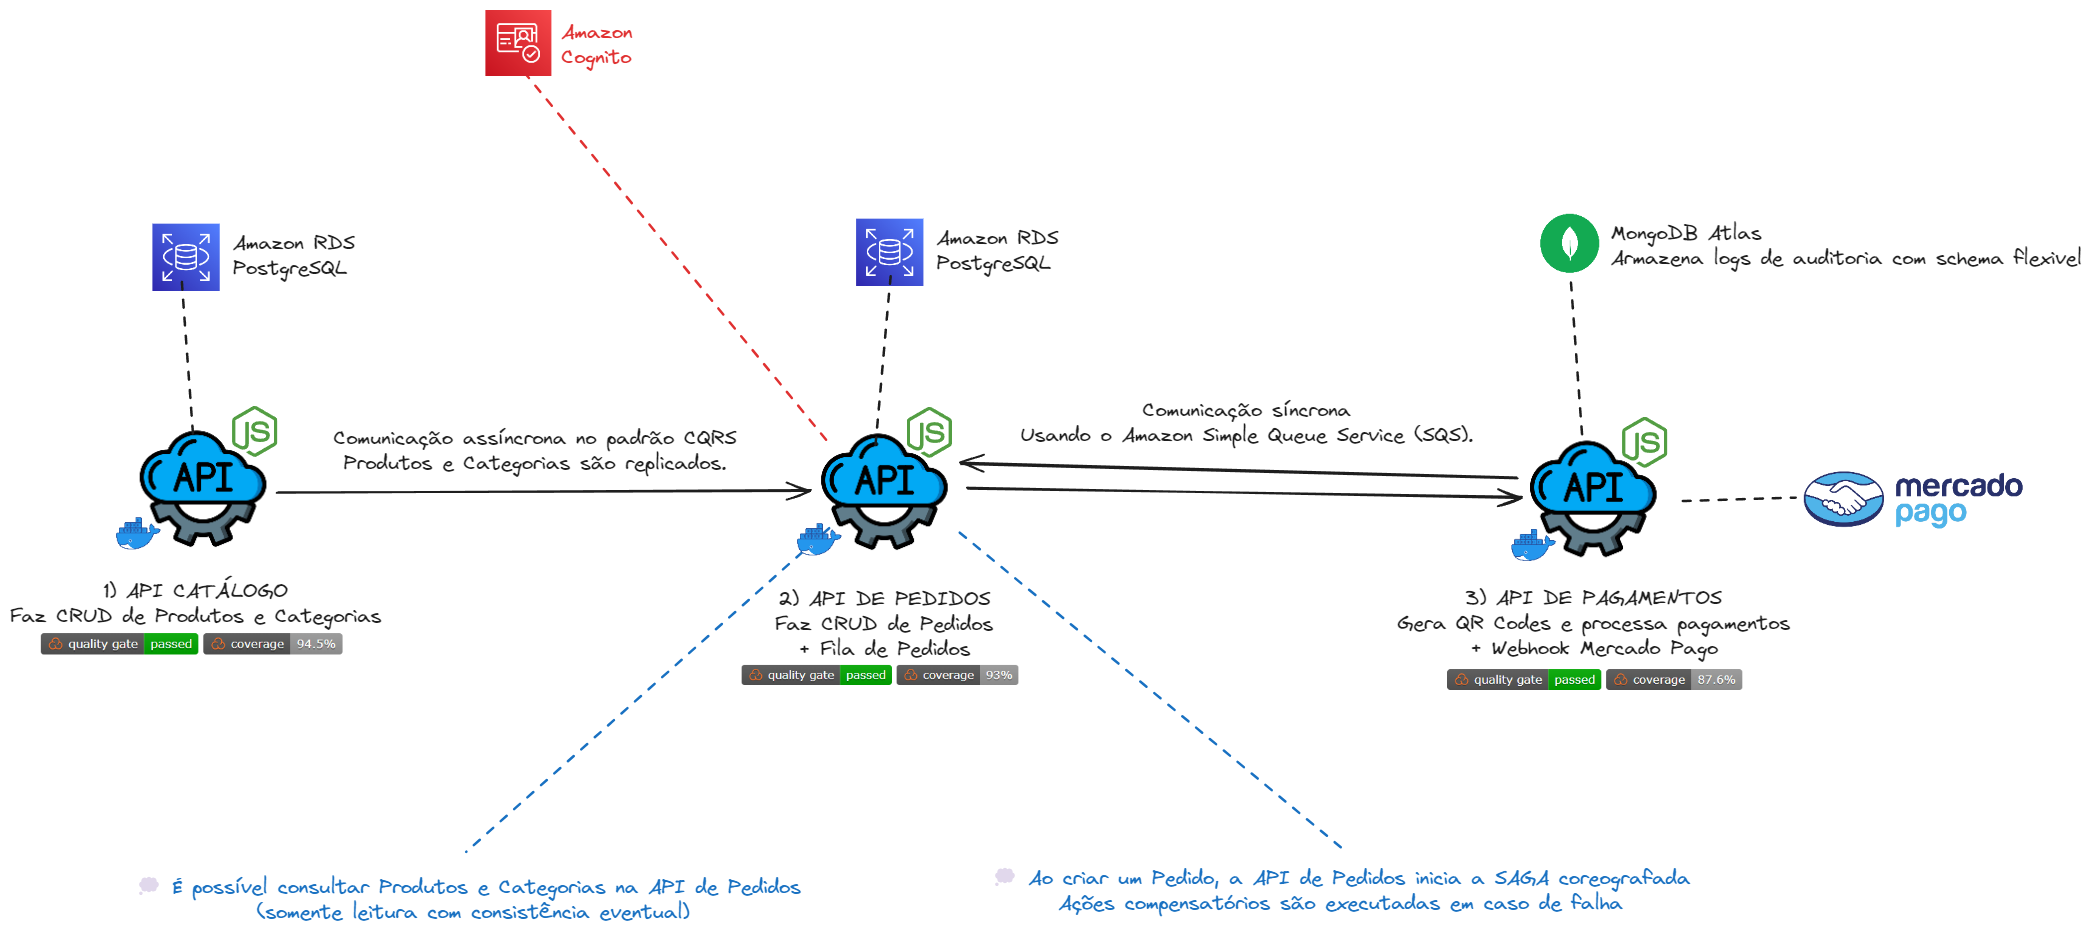 Amazon
Cognito
Amazon RDS
PostgreSQL
Amazon RDS
PostgreSQL
MongoDB Atlas
Armazena logs de auditoria com schema flexivel
Comunicação assíncrona no padrão CQRS
Produtos e Categorias são replicados.
Comunicação síncrona
Usando o Amazon Simple Queue Service (SQS).
JS
API
JS
API
JS
API
mercado
pago
1) API CATÁLOGO
Faz CRUD de Produtos e Categorias
quality gate passed coverage 94.5%
2) API DE PEDIDOS
Faz CRUD de Pedidos
+ Fila de Pedidos
quality gate passed coverage 93%
3) API DE PAGAMENTOS
Gera QR Codes e processa pagamentos
+ Webhook Mercado Pago
quality gate passed coverage 87.6%
É possível consultar Produtos e Categorias na API de Pedidos
(somente leitura com consistência eventual)
Ao criar um Pedido, a API de Pedidos inicia a SAGA coreografada
Ações compensatórios são executadas em caso de falha